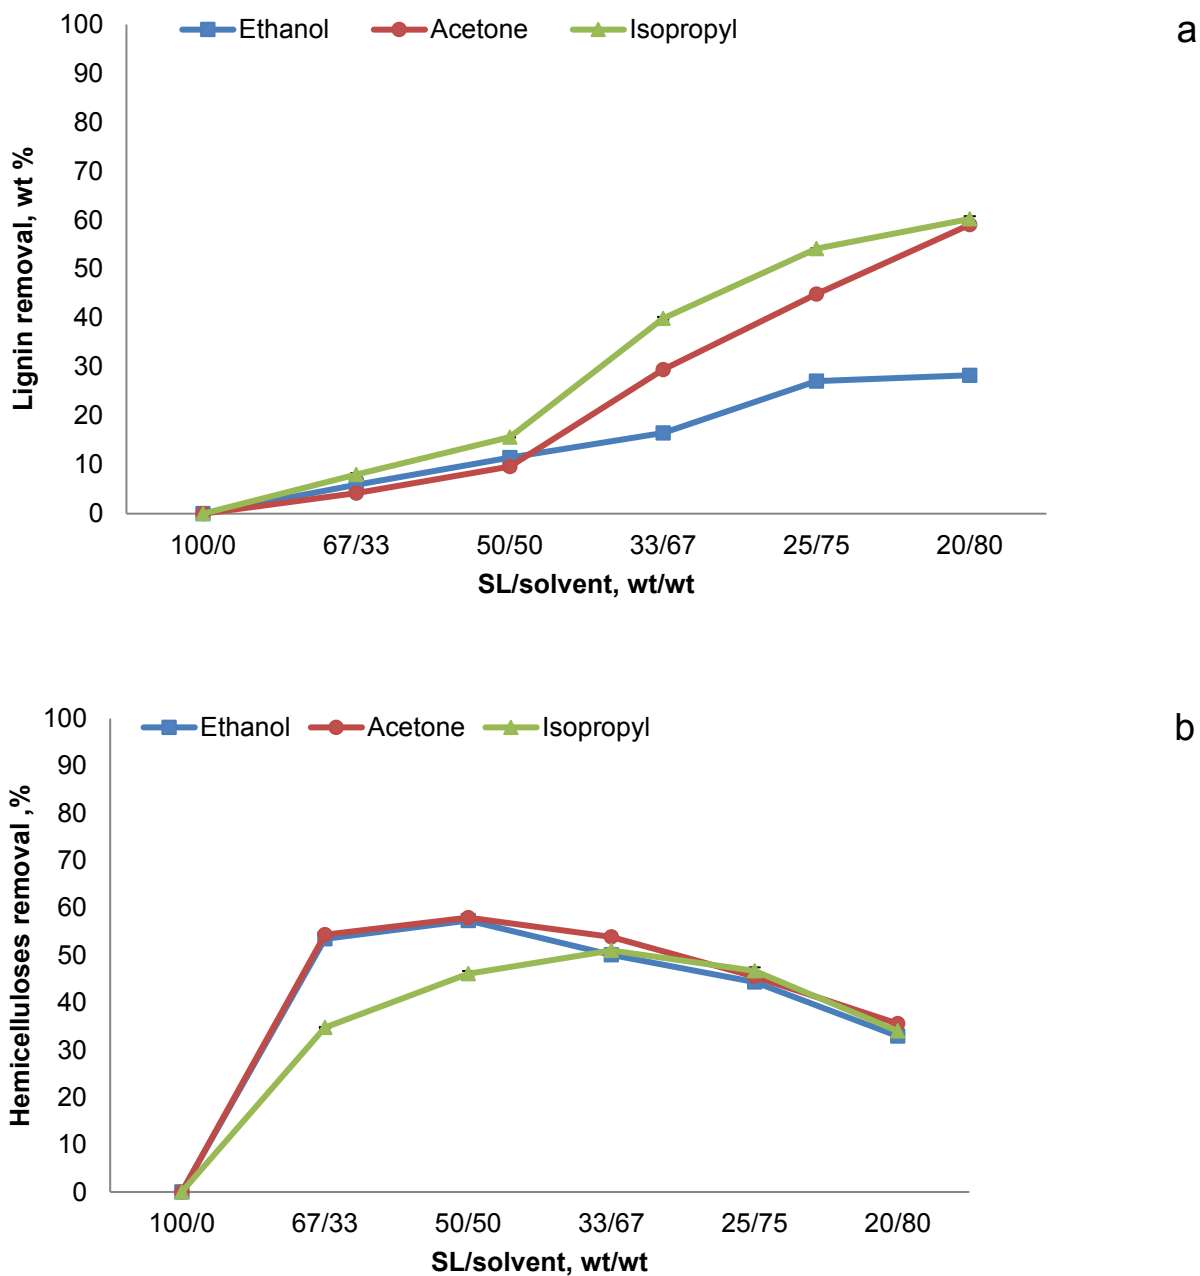 Ethanol Acetone Isopropyl
a
100
90
80
70
60
50
40
30
20
10
0
Lignin removal, wt %
100/0 67/33 50/50 33/67 25/75 20/80
SL/solvent, wt/wt
Ethanol Acetone Isopropyl
b
100
90
80
70
60
50
40
30
20
10
0
Hemicelluloses removal ,%
100/0 67/33 50/50 33/67 25/75 20/80
SL/solvent, wt/wt